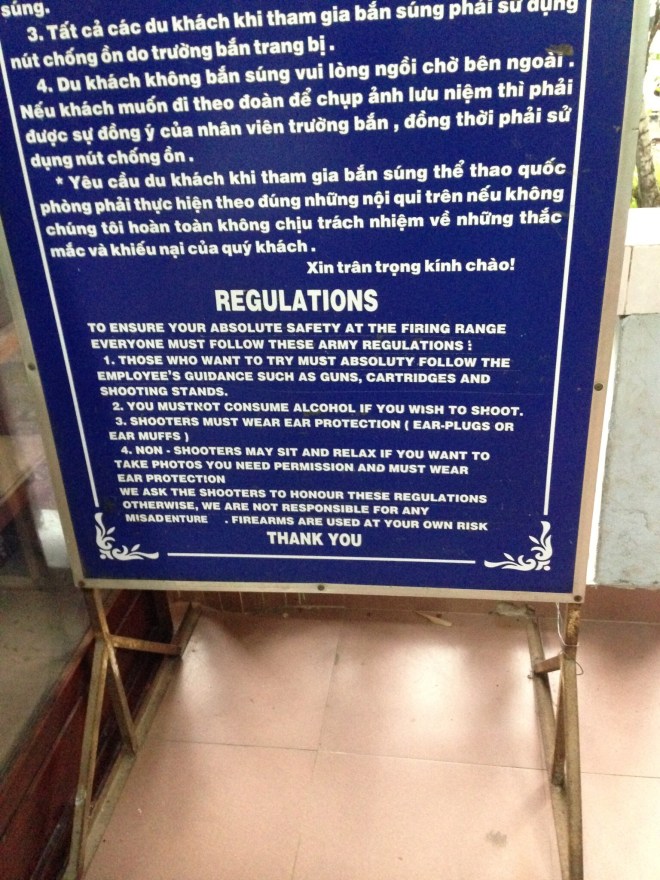 súng.
3. Tất cả các du khách khi tham gia bắn súng phải sử dụng
nút chống ồn do trường bắn trang bị .
4. Du khách không bắn súng vui lòng ngồi chờ bên ngoài .
Nếu khách muốn đi theo đoàn để chụp ảnh lưu niệm thì phải
được sự đồng ý của nhân viên trường bắn , đồng thời phải sử
dụng nút chống ồn .
* Yêu cầu du khách khi tham gia bắn súng thể thao quốc
phòng phải thực hiện theo đúng những nội qui trên nếu không
chúng tôi hoàn toàn không chịu trách nhiệm về những thắc
mắc và khiếu nại của quý khách .
Xin trân trọng kính chào!
REGULATIONS
TO ENSURE YOUR ABSOLUTE SAFETY AT THE FIRING RANGE
EVERYONE MUST FOLLOW THESE ARMY REGULATIONS :
1. THOSE WHO WANT TO TRY MUST ABSOLUTY FOLLOW THE
EMPLOYEE'S GUIDANCE SUCH AS GUNS, CARTRIDGES AND
SHOOTING STANDS.
2. YOU MUSTNOT CONSUME ALCOHOL IF YOU WISH TO SHOOT.
3. SHOOTERS MUST WEAR EAR PROTECTION ( EAR-PLUGS OR
EAR MUFFS )
4. NON - SHOOTERS MAY SIT AND RELAX IF YOU WANT TO
TAKE PHOTOS YOU NEED PERMISSION AND MUST WEAR
EAR PROTECTION
WE ASK THE SHOOTERS TO HONOUR THESE REGULATIONS
OTHERWISE, WE ARE NOT RESPONSIBLE FOR ANY
MISADENTURE . FIREARMS ARE USED AT YOUR OWN RISK
THANK YOU